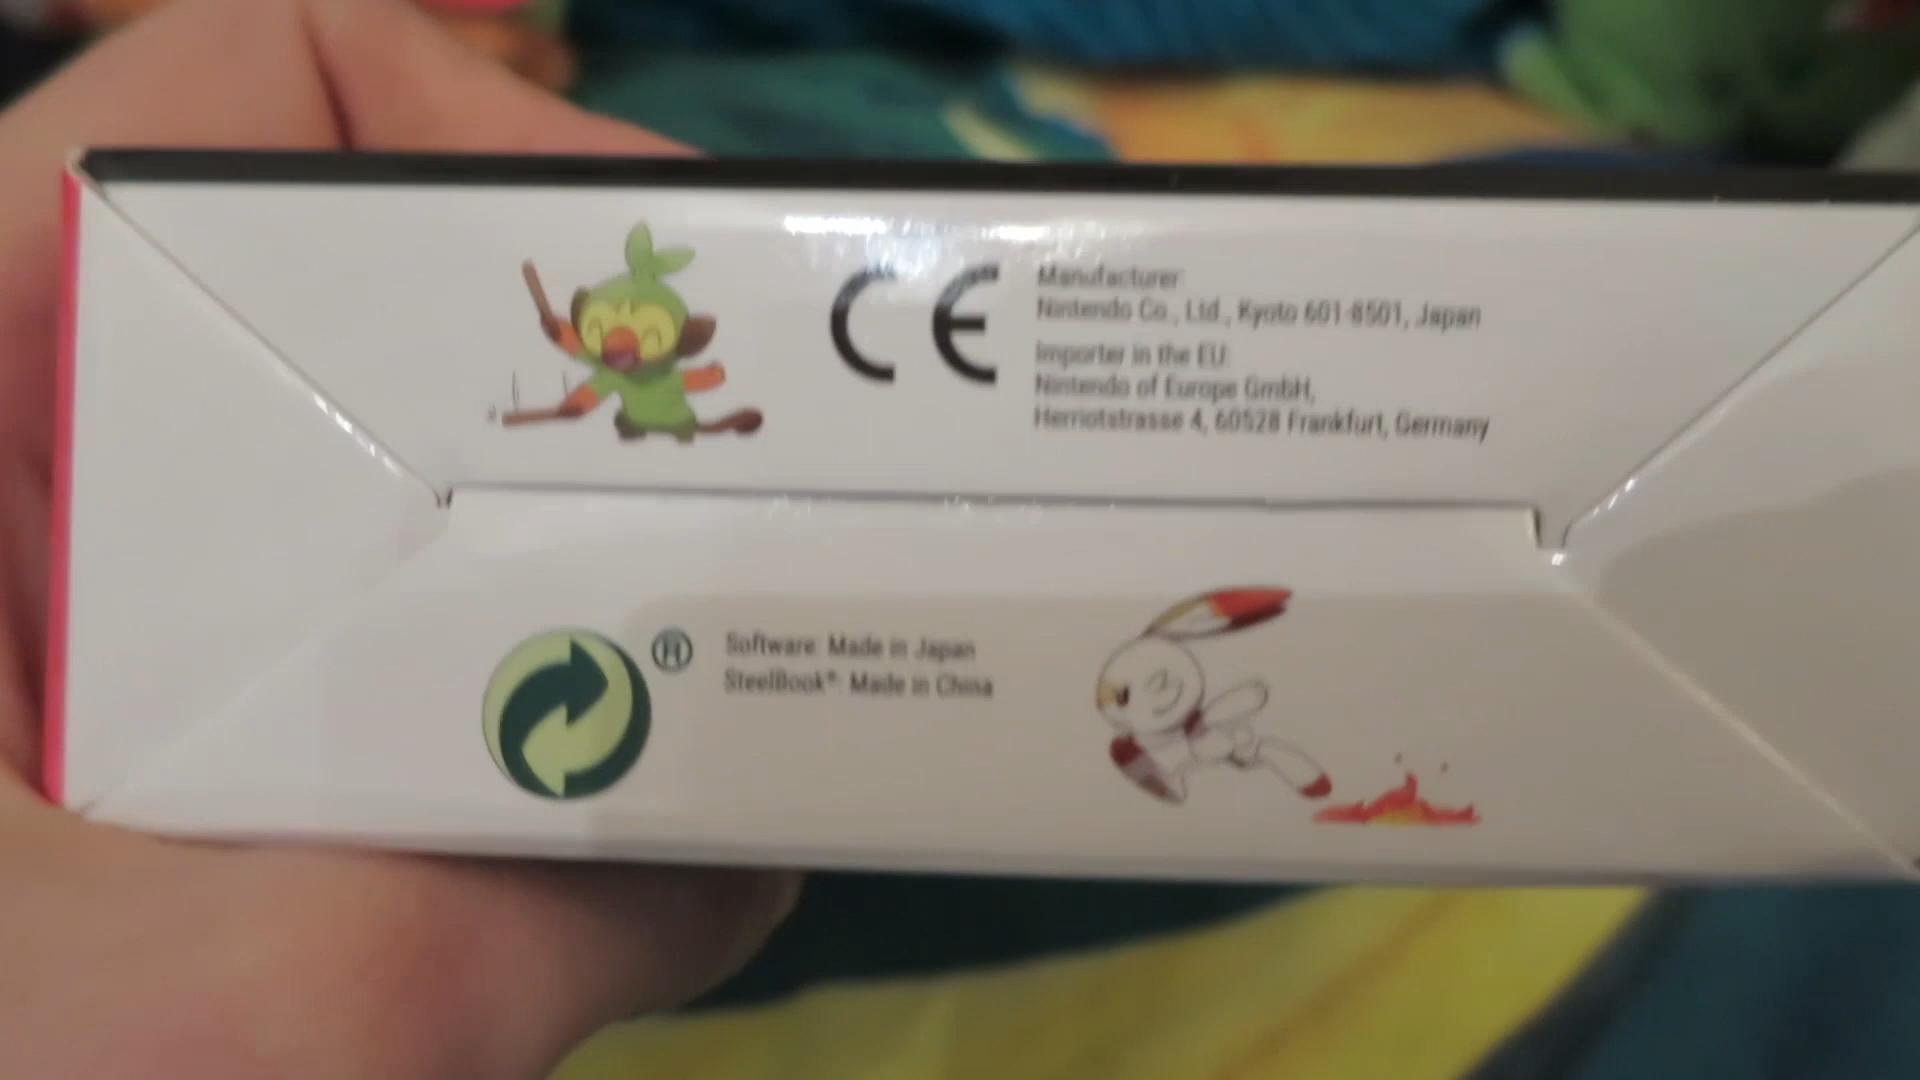 CE
Manufacturer:
Nintendo Co., Ltd., Kyoto 601-8501, Japan
Importer in the EU:
Nintendo of Europe GmbH,
Herriotstrasse 4, 60528 Frankfurt, Germany
®
Software: Made in Japan
SteelBook®: Made in China